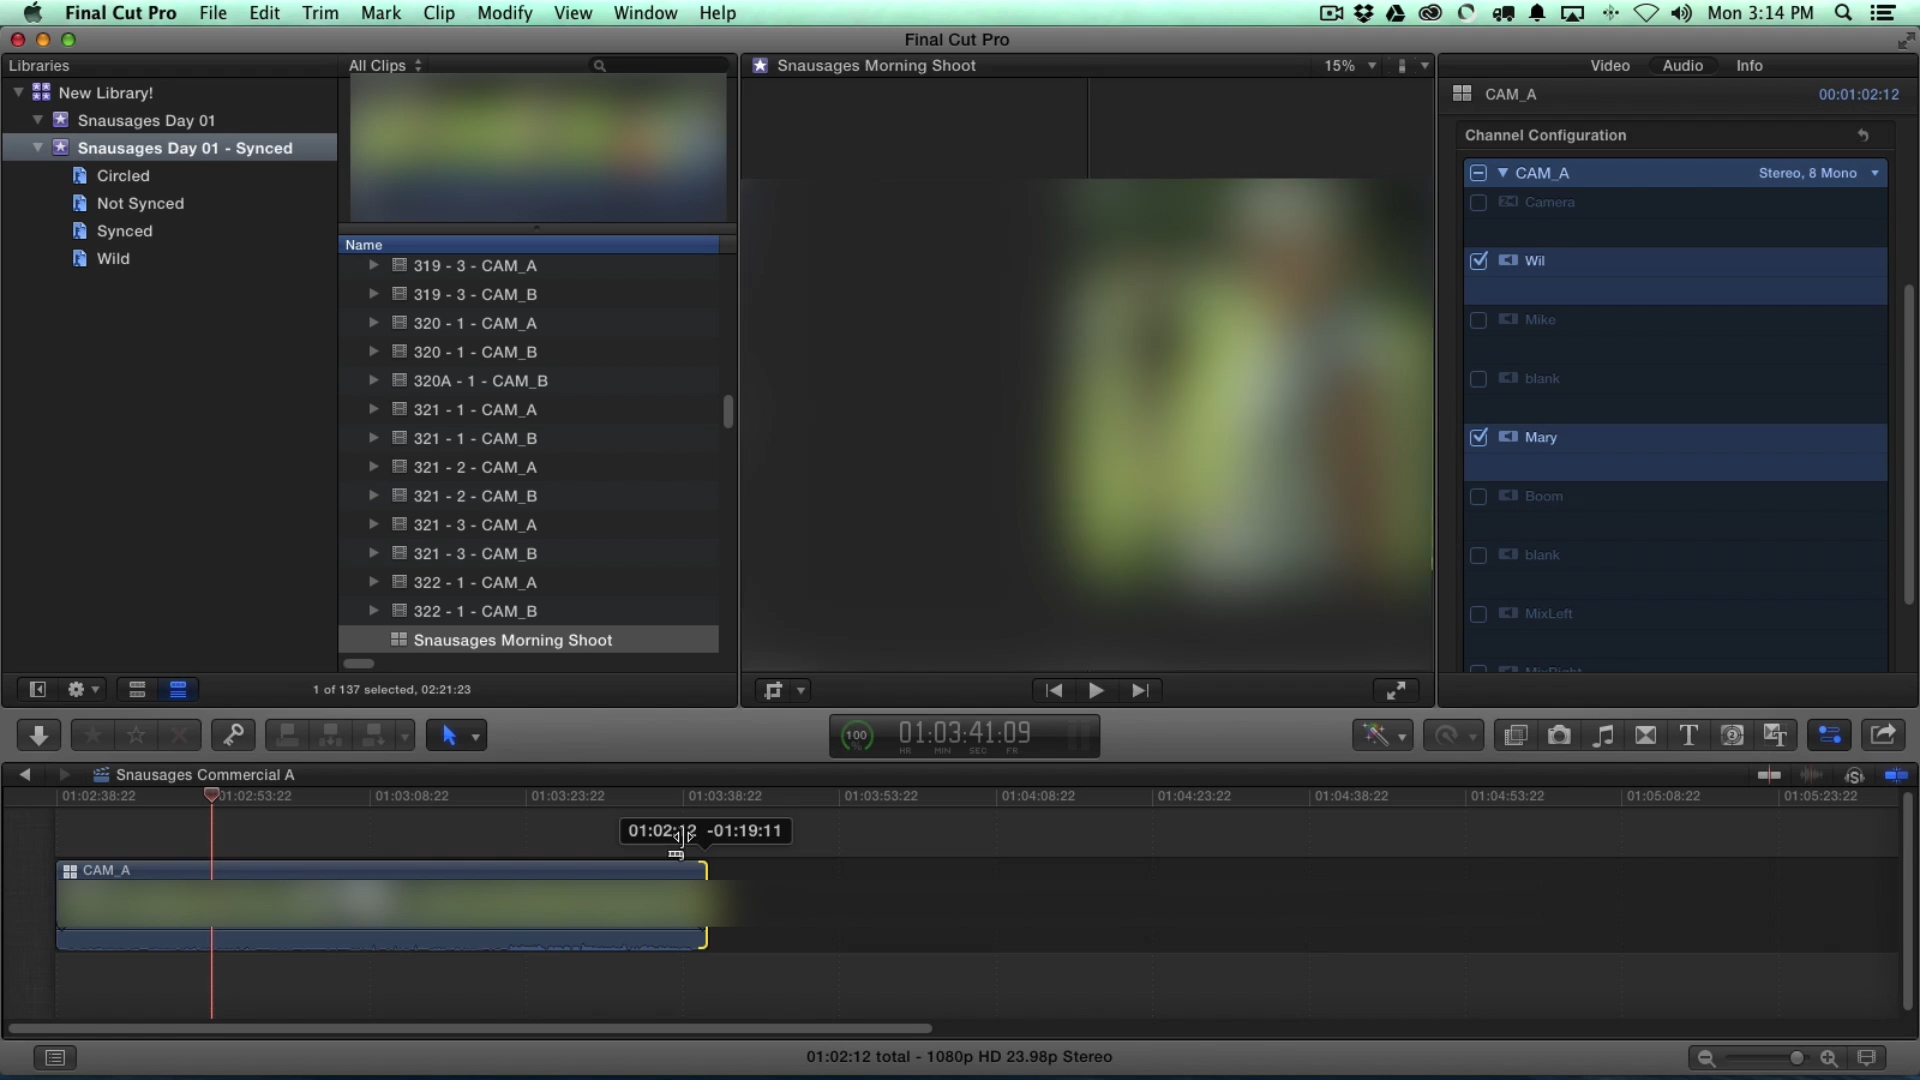 Final Cut Pro File Edit Trim Mark Clip Modify View Window Help Mon 3:14 PM
Final Cut Pro
Libraries
New Library!
Snausages Day 01
Snausages Day 01 - Synced
Circled
Not Synced
Synced
Wild
All Clips
Name
319 - 3 - CAM_A
319 - 3 - CAM_B
320 - 1 - CAM_A
320 - 1 - CAM_B
320A - 1 - CAM_B
321 - 1 - CAM_A
321 - 1 - CAM_B
321 - 2 - CAM_A
321 - 2 - CAM_B
321 - 3 - CAM_A
321 - 3 - CAM_B
322 - 1 - CAM_A
322 - 1 - CAM_B
Snausages Morning Shoot
1 of 137 selected, 02:21:23
Snausages Morning Shoot 15%
Video Audio Info
CAM_A 00:01:02:12
Channel Configuration
CAM_A Stereo, 8 Mono
Camera
Wil
Mike
blank
Mary
Boom
blank
MixLeft
MixRight
100 % 01:03:41:09
HR MIN SEC FR
Snausages Commercial A
01:02:38:22 01:02:53:22 01:03:08:22 01:03:23:22 01:03:38:22 01:03:53:22 01:04:08:22 01:04:23:22 01:04:38:22 01:04:53:22 01:05:08:22 01:05:23:22
01:02:12 -01:19:11
CAM_A
01:02:12 total - 1080p HD 23.98p Stereo